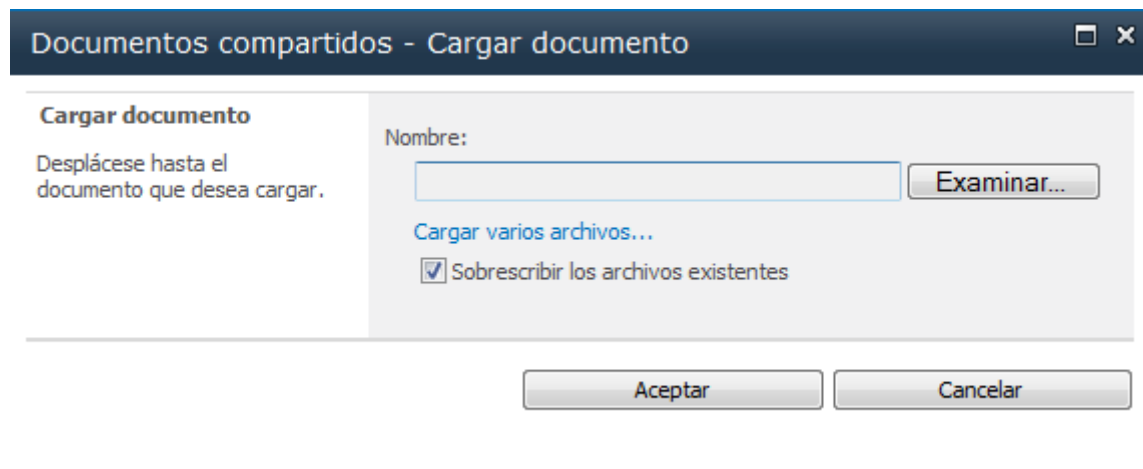 Documentos compartidos - Cargar documento
Cargar documento
Desplácese hasta el
documento que desea cargar.
Nombre:
Examinar...
Cargar varios archivos...
Sobrescribir los archivos existentes
Aceptar
Cancelar